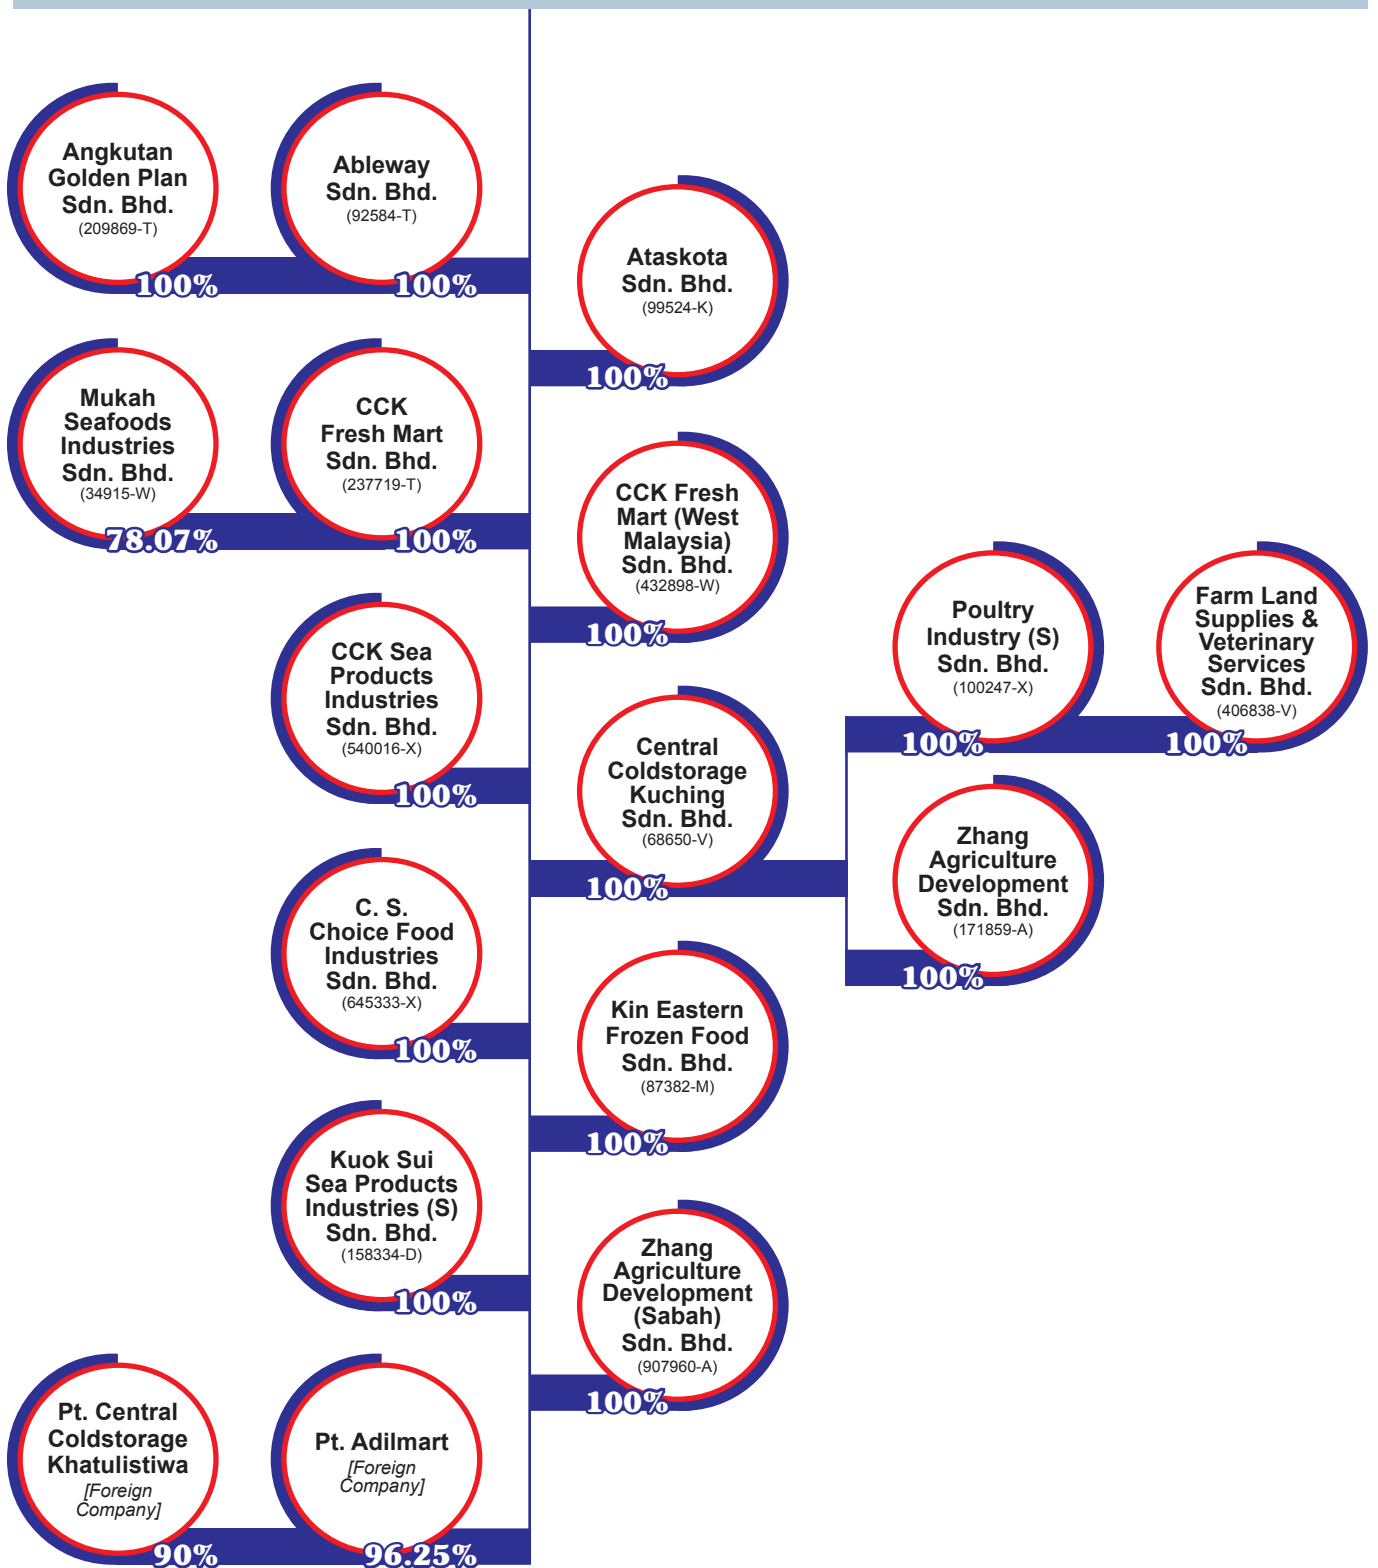 Angkutan
Golden Plan
Sdn. Bhd.
(209869-T)
100%
Ableway
Sdn. Bhd.
(92584-T)
100%
Ataskota
Sdn. Bhd.
(99524-K)
100%
Mukah
Seafoods
Industries
Sdn. Bhd.
(34915-W)
78.07%
CCK
Fresh Mart
Sdn. Bhd.
(237719-T)
100%
CCK Fresh
Mart (West
Malaysia)
Sdn. Bhd.
(432898-W)
100%
CCK Sea
Products
Industries
Sdn. Bhd.
(540016-X)
100%
Central
Coldstorage
Kuching
Sdn. Bhd.
(68650-V)
100%
Poultry
Industry (S)
Sdn. Bhd.
(100247-X)
100%
Farm Land
Supplies &
Veterinary
Services
Sdn. Bhd.
(406838-V)
100%
Zhang
Agriculture
Development
Sdn. Bhd.
(171859-A)
100%
C. S.
Choice Food
Industries
Sdn. Bhd.
(645333-X)
100%
Kin Eastern
Frozen Food
Sdn. Bhd.
(87382-M)
100%
Kuok Sui
Sea Products
Industries (S)
Sdn. Bhd.
(158334-D)
100%
Zhang
Agriculture
Development
(Sabah)
Sdn. Bhd.
(907960-A)
100%
Pt. Central
Coldstorage
Khatulistiwa
[Foreign
Company]
90%
Pt. Adilmart
[Foreign
Company]
96.25%